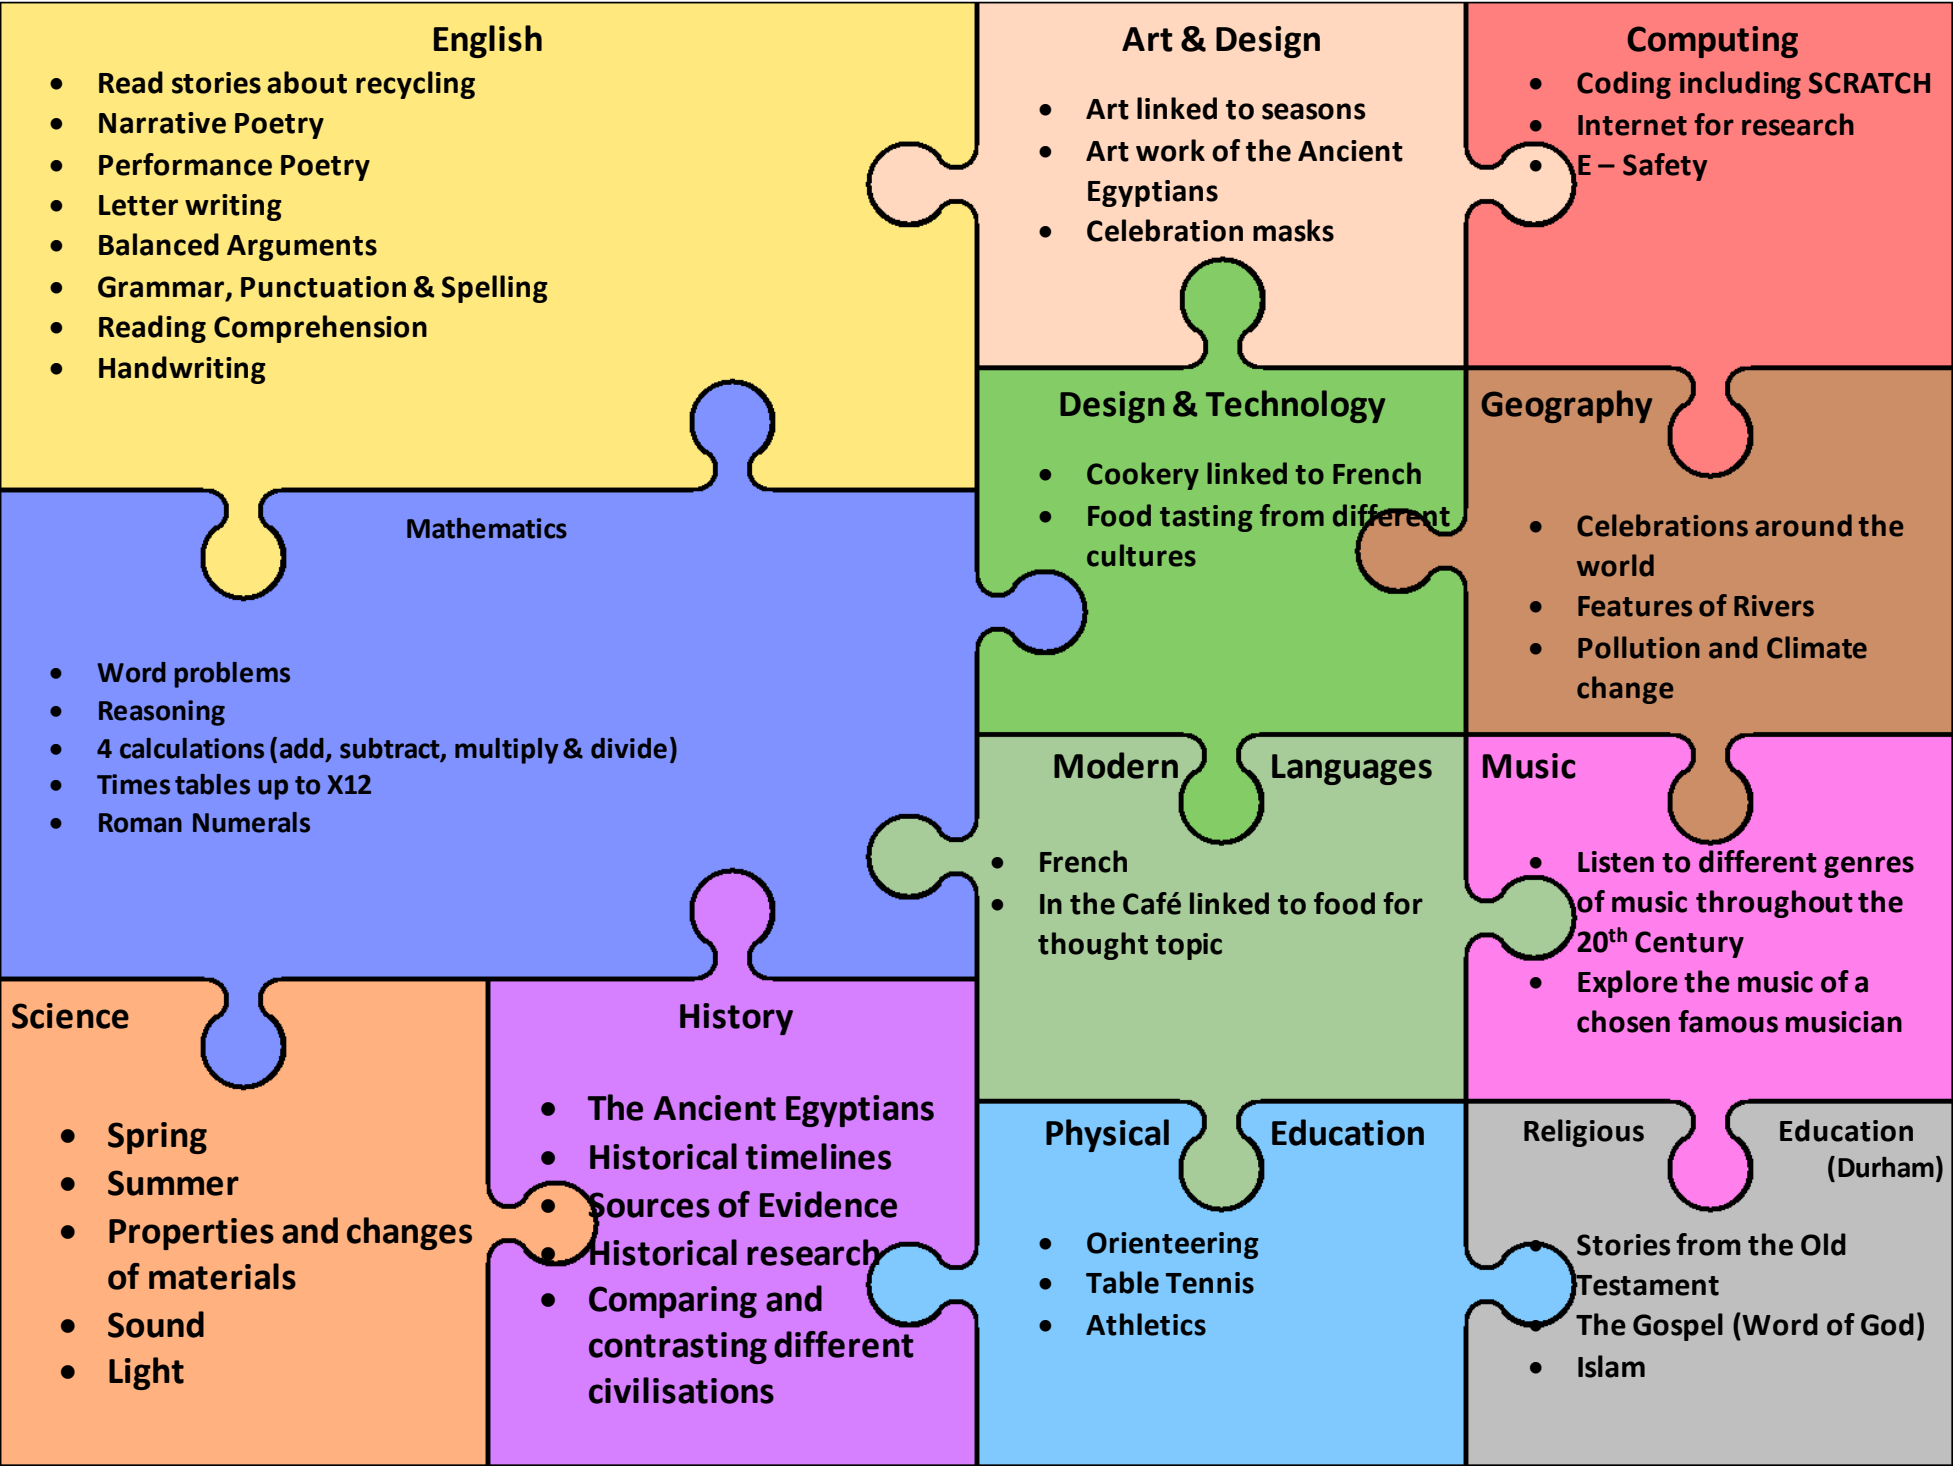 English
• Read stories about recycling
• Narrative Poetry
• Performance Poetry
• Letter writing
• Balanced Arguments
• Grammar, Punctuation & Spelling
• Reading Comprehension
• Handwriting
Art & Design
• Art linked to seasons
• Art work of the Ancient
Egyptians
• Celebration masks
Computing
• Coding including SCRATCH
• Internet for research
• E – Safety
Mathematics
• Word problems
• Reasoning
• 4 calculations (add, subtract, multiply & divide)
• Times tables up to X12
• Roman Numerals
Design & Technology
• Cookery linked to French
• Food tasting from different
cultures
Geography
• Celebrations around the
world
• Features of Rivers
• Pollution and Climate
change
Modern Languages
• French
• In the Café linked to food for
thought topic
Music
• Listen to different genres
of music throughout the
20th Century
• Explore the music of a
chosen famous musician
Science
• Spring
• Summer
• Properties and changes
of materials
• Sound
• Light
History
• The Ancient Egyptians
• Historical timelines
• Sources of Evidence
• Historical research
• Comparing and
contrasting different
civilisations
Physical Education
• Orienteering
• Table Tennis
• Athletics
Religious Education
(Durham)
• Stories from the Old
Testament
• The Gospel (Word of God)
• Islam